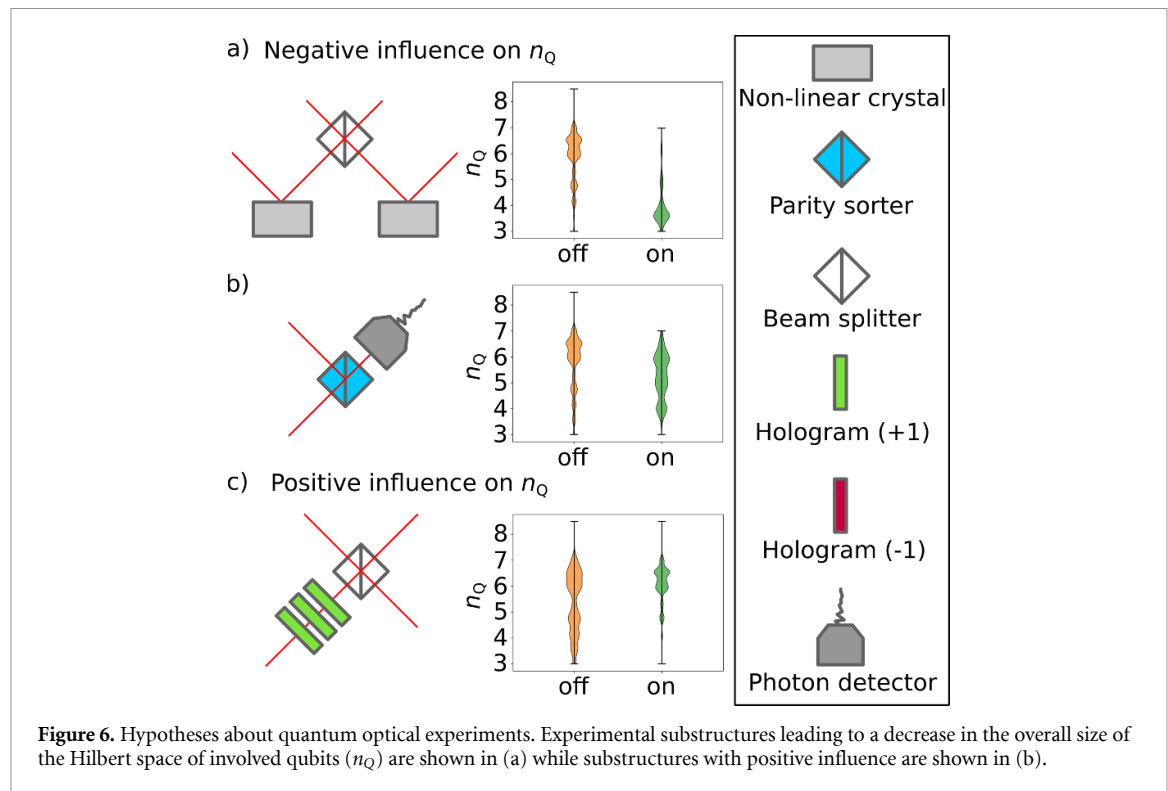 a) Negative influence on nQ
8
7
6
5
4
3
nQ
off on
b)
8
7
6
5
4
3
nQ
off on
c) Positive influence on nQ
8
7
6
5
4
3
nQ
off on
Non-linear crystal
Parity sorter
Beam splitter
Hologram (+1)
Hologram (-1)
Photon detector
Figure 6. Hypotheses about quantum optical experiments. Experimental substructures leading to a decrease in the overall size of
the Hilbert space of involved qubits (nQ) are shown in (a) while substructures with positive influence are shown in (b).